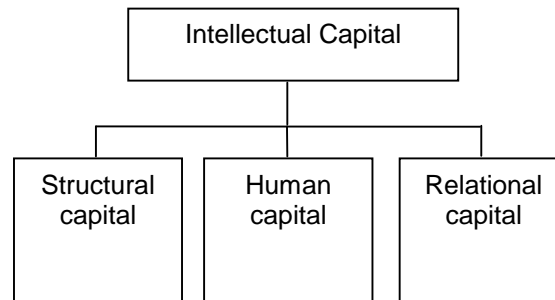 Intellectual Capital
Structural
capital
Human
capital
Relational
capital